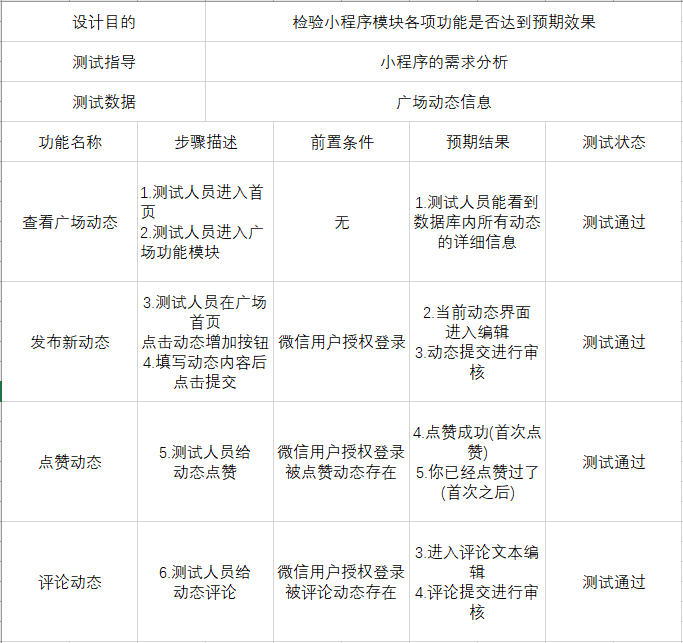 设计目的
检验小程序模块各项功能是否达到预期效果
测试指导
小程序的需求分析
测试数据
广场动态信息
功能名称
步骤描述
前置条件
预期结果
测试状态
查看广场动态
1.测试人员进入首
页
2.测试人员进入广
场功能模块
无
1.测试人员能看到
数据库内所有动态
的详细信息
测试通过
发布新动态
3.测试人员在广场
首页
点击动态增加按钮
4.填写动态内容后
点击提交
微信用户授权登录
2.当前动态界面
进入编辑
3.动态提交进行审
核
测试通过
点赞动态
5.测试人员给
动态点赞
微信用户授权登录
被点赞动态存在
4.点赞成功(首次点
赞)
5.你已经点赞过了
(首次之后)
测试通过
评论动态
6.测试人员给
动态评论
微信用户授权登录
被评论动态存在
3.进入评论文本编
辑
4.评论提交进行审
核
测试通过